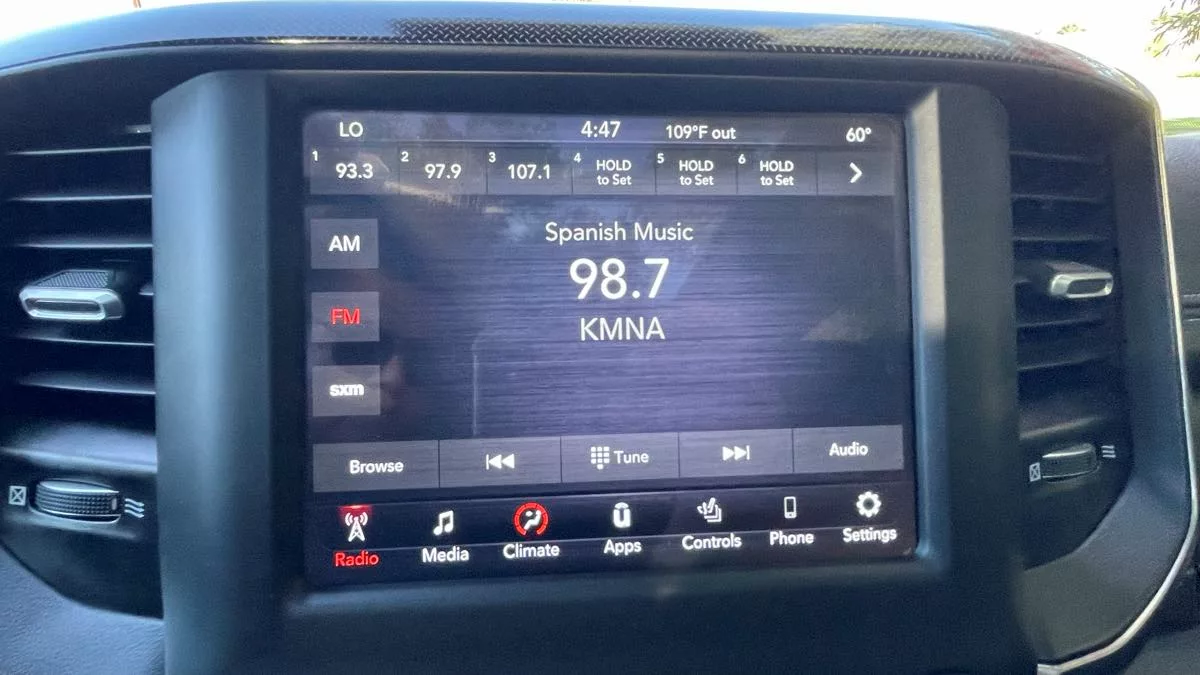 LO 4:47 109°F out 60°
1 93.3 2 97.9 3 107.1 4 HOLD to Set 5 HOLD to Set 6 HOLD to Set
AM
Spanish Music
98.7
FM
KMNA
sxm
Browse Tune Audio
Radio Media Climate Apps Controls Phone Settings